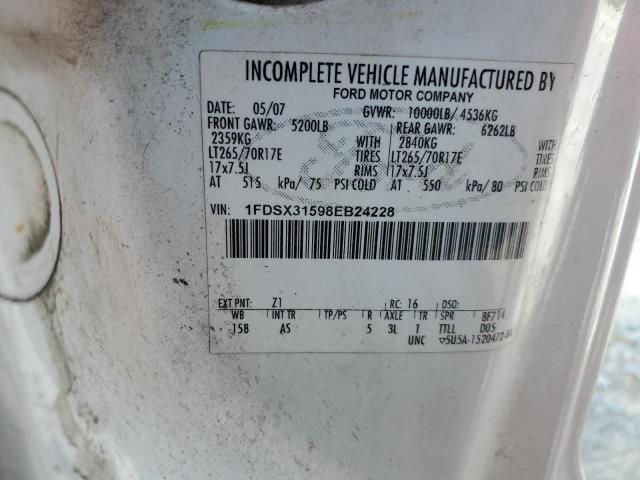 INCOMPLETE VEHICLE MANUFACTURED BY
FORD MOTOR COMPANY
DATE: 05/07 GVWR: 10000LB/ 4536KG
FRONT GAWR: 5200LB REAR GAWR: 6262LB
2359KG WITH 2840KG WITH
LT265/70R17E TIRES LT265/70R17E TIRES
17x7.5J RIMS 17x7.5J RIMS
AT 515 kPa/ 75 PSI COLD AT 550 kPa/ 80 PSI COLD
VIN: 1FDSX31598EB24228
EXT PNT: Z1 RC: 16 DSO:
WB INT TR TP/PS R AXLE TR SPR 8F714
158 AS 5 3L T TTLL D05
UNC